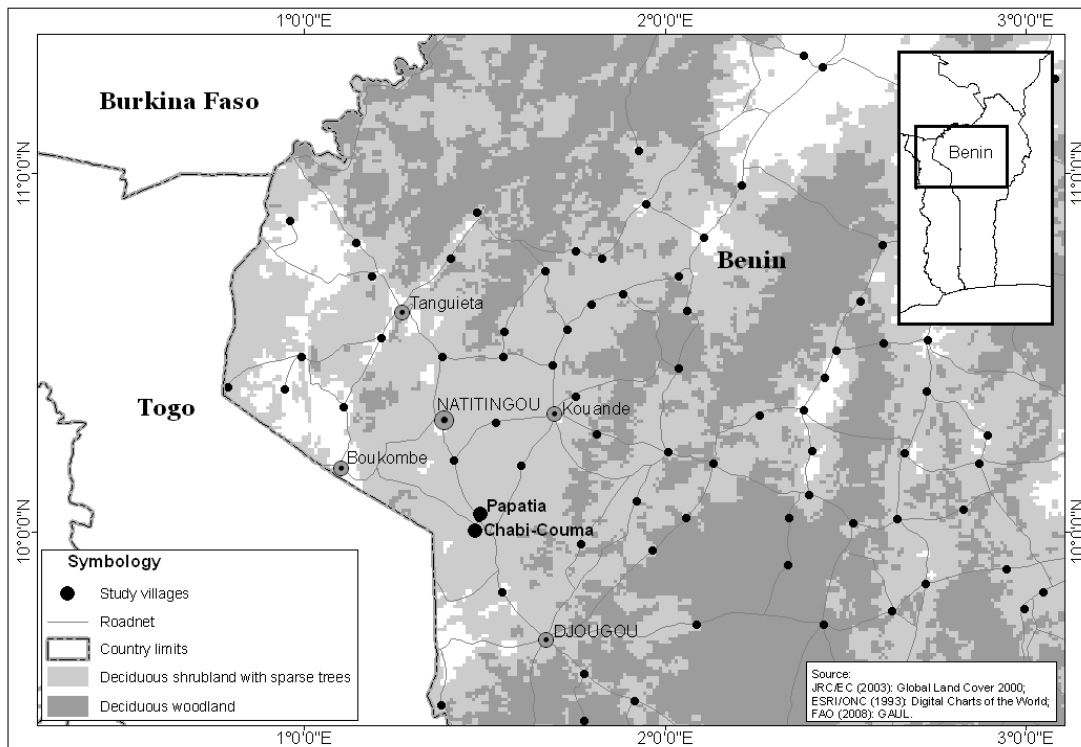 1°0'0"E
2°0'0"E
3°0'0"E
Burkina Faso
Benin
11°0'0"N
11°0'0"N
Benin
Tanguieta
Togo
NATITINGOU
Kouande
Boukombe
Papatia
Chabi-Couma
10°0'0"N
10°0'0"N
DJOUGOU
Symbology
Study villages
Roadnet
Country limits
Deciduous shrubland with sparse trees
Deciduous woodland
Source:
JRC/EC (2003): Global Land Cover 2000;
ESRI/ONC (1993): Digital Charts of the World;
FAO (2008): GAUL.
1°0'0"E
2°0'0"E
3°0'0"E